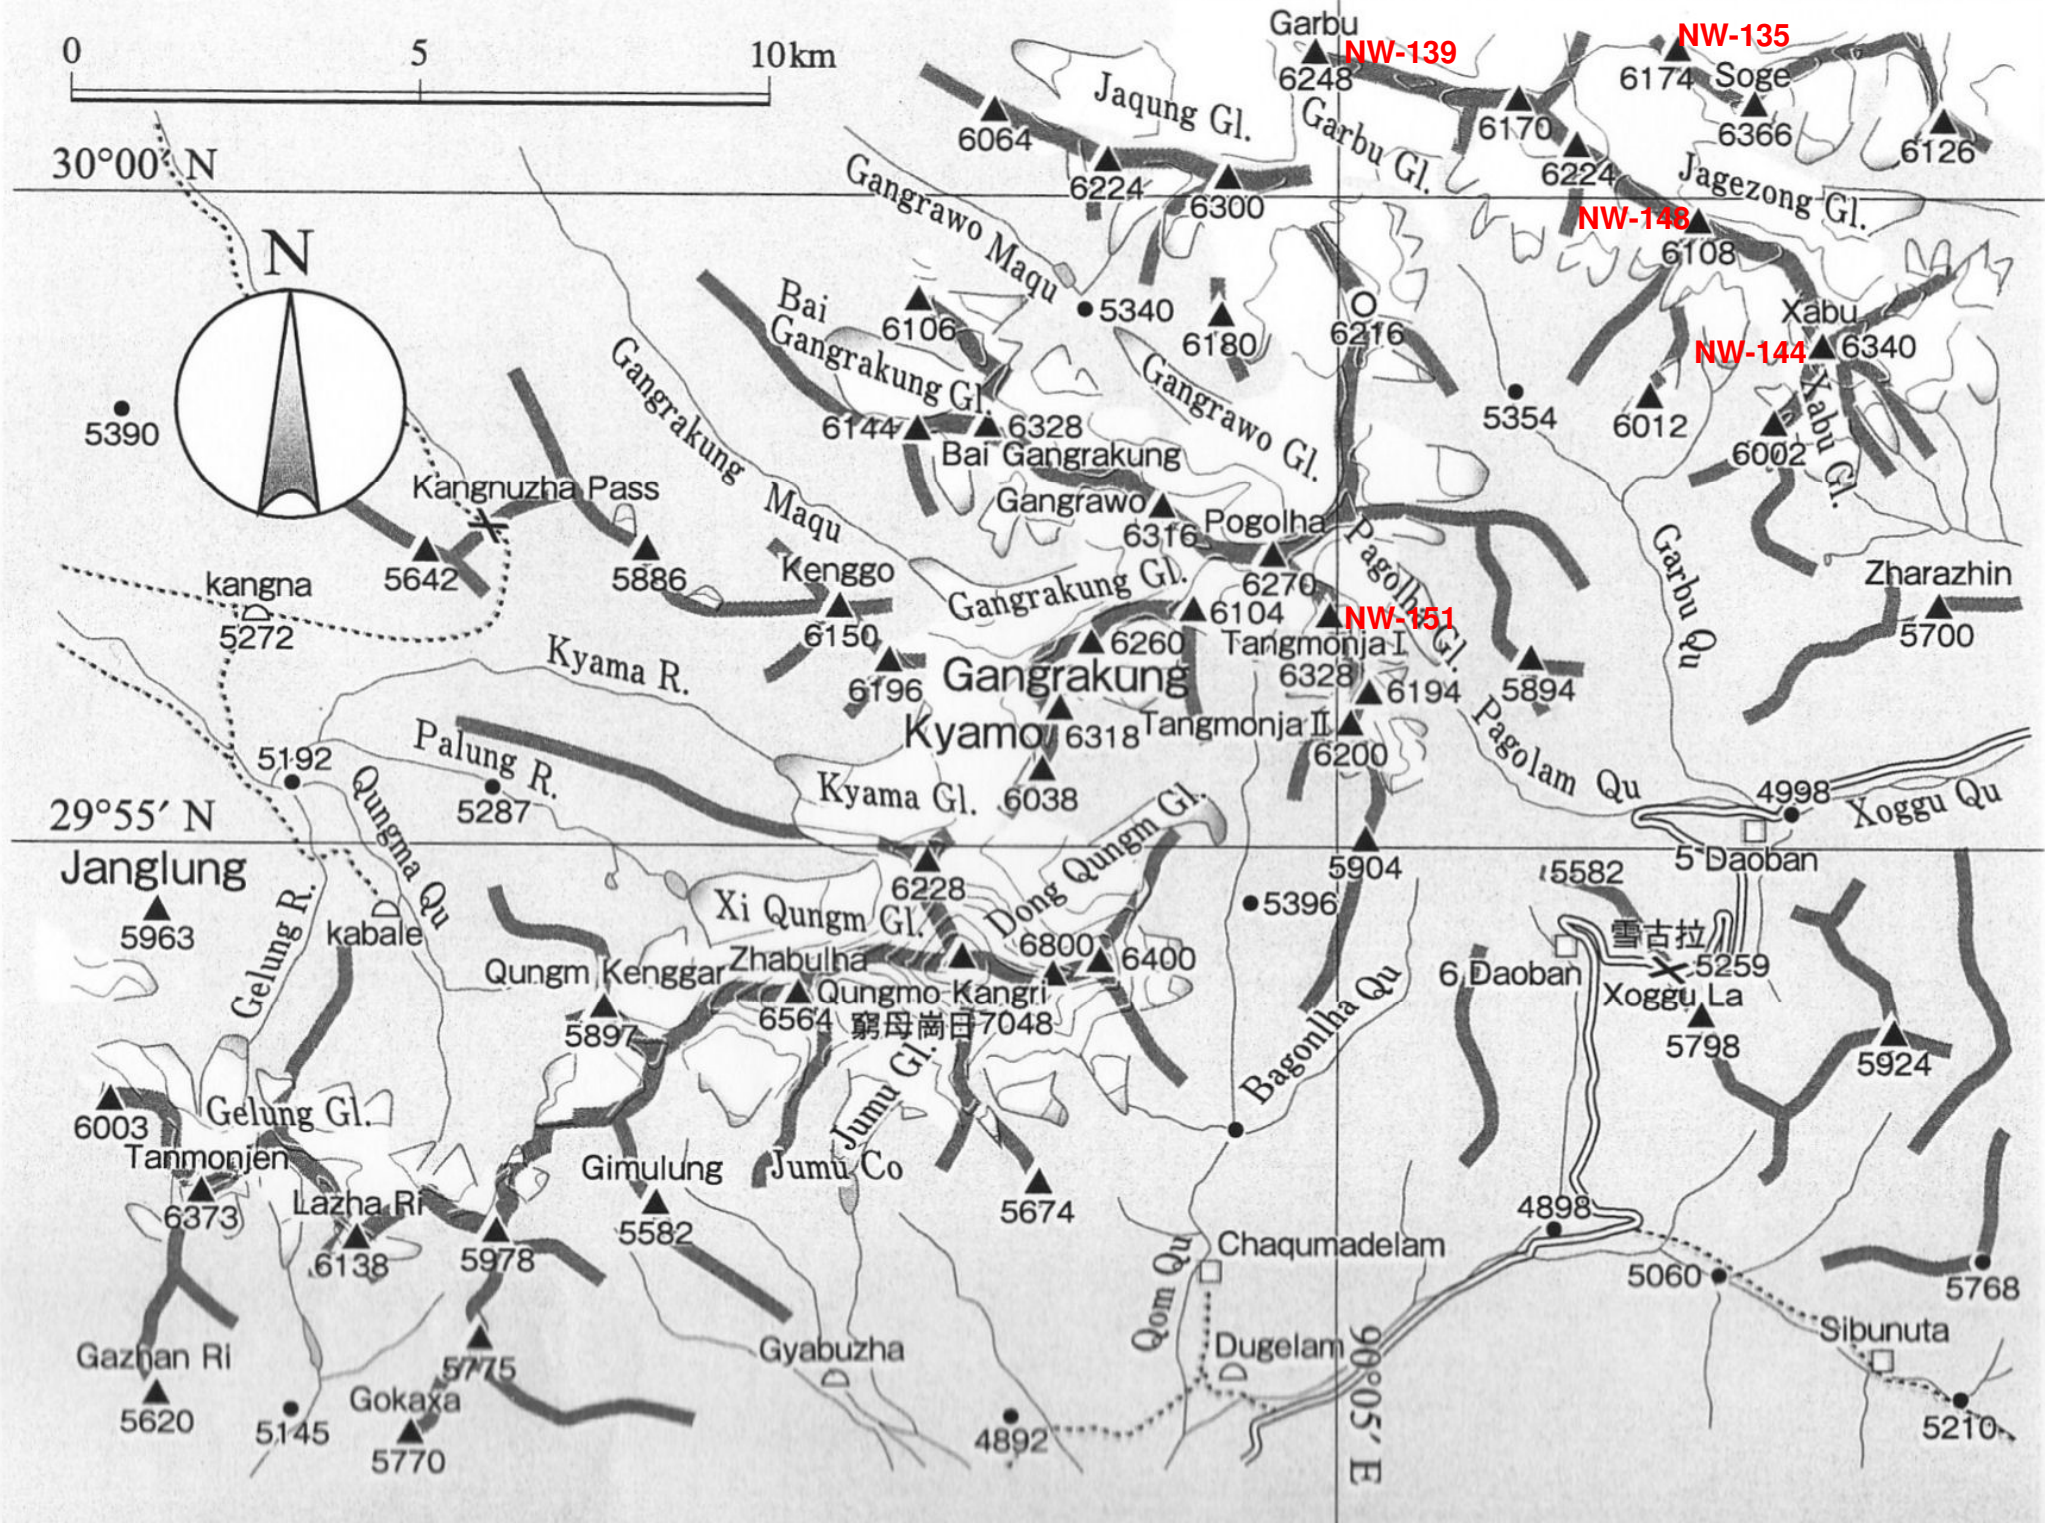 0 5 10km
Garbu
NW-139
6248
NW-135
6174
Soge
6366
6126
Jaqung Gl.
6064
6224
6300
Garbu Gl.
6170
6224
Jagezong Gl.
30°00′ N
N
NW-148
6108
Gangrawo Maqu
5340
6180
6216
Xabu
NW-144
6340
Xabu Gl.
6012
6002
5354
Bai
Gangrakung Gl.
6106
6144
6328
Bai Gangrakung
Gangrawo Gl.
Gangrawo
6316
Pogolha
6270
5390
Kangnuzha Pass
5642
5886
Gangrakung Maqu
Kenggo
6150
6196
Gangrakung Gl.
6104
6260
Gangrakung
NW-151
Tangmonja I
6328
6194
Tangmonja II
6200
Pagolha Gl.
5894
Garbu Qu
Zharazhin
5700
kangna
5272
Kyama R.
Kyamo
6318
6038
Palung R.
5287
5192
Qungma Qu
Kyama Gl.
Pagolam Qu
4998
Xoggu Qu
5 Daoban
29°55′ N
Janglung
5963
Gelung R.
kabale
6228
Xi Qungm Gl.
Dong Qungm Gl.
5904
5396
5582
雪古拉
5259
Xoggu La
6 Daoban
5798
5924
Qungm Kenggar
5897
Zhabulha
6564
6800
6400
Qungmo Kangri
窮母崗日7048
Jumu Gl.
Jumu Co
Bagonlha Qu
6003
Gelung Gl.
Tanmonjen
6373
Lazha Ri
6138
5978
Gimulung
5582
5674
4898
Chaqumadelam
Qom Qu
5060
5768
Sibunuta
5210
Gaznan Ri
5620
5145
5775
Gokaxa
5770
Gyabuzha
Dugelam
4892
90°05′ E